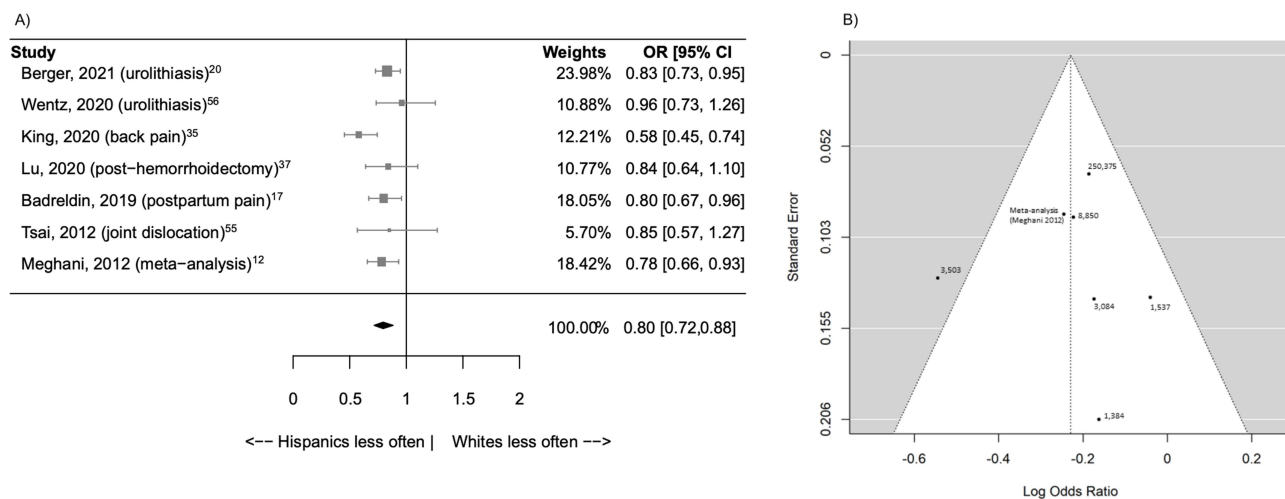 A)
Study Weights OR [95% CI
Berger, 2021 (urolithiasis)20 23.98% 0.83 [0.73, 0.95]
Wentz, 2020 (urolithiasis)56 10.88% 0.96 [0.73, 1.26]
King, 2020 (back pain)35 12.21% 0.58 [0.45, 0.74]
Lu, 2020 (post-hemorrhoidectomy)37 10.77% 0.84 [0.64, 1.10]
Badreldin, 2019 (postpartum pain)17 18.05% 0.80 [0.67, 0.96]
Tsai, 2012 (joint dislocation)55 5.70% 0.85 [0.57, 1.27]
Meghani, 2012 (meta−analysis)12 18.42% 0.78 [0.66, 0.93]
100.00% 0.80 [0.72,0.88]
0 0.5 1 1.5 2
<−− Hispanics less often | Whites less often −−>
B)
0
0.052
0.103
0.155
0.206
Standard Error
250,375
Meta-analysis
(Meghani 2012)
8,850
3,503
3,084
1,537
1,384
-0.6 -0.4 -0.2 0 0.2
Log Odds Ratio